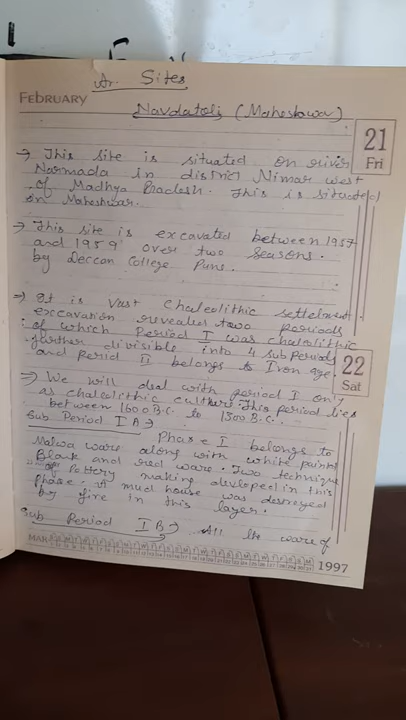 Ar. Sites
FEBRUARY
Navdatoli (Maheshwar)
21
Fri
→ This site is situated on river
Narmada in district Nimar west
of Madhya Pradesh. This is situated
on Maheshwar.
→ This site is excavated between 1957
and 1959 over two seasons.
by Deccan College Pune.
→ It is Vast Chalcolithic settlement.
excavation revealed two periods
of which Period I was chalcolithic
further divisible into 4 sub periods
and period II belongs to Iron age.
22
Sat
→ We will deal with period I only
as chalcolithic culture. This period lies
between 1600 B.C. to 1300 B.C.
Sub Period I A →
Phase I belongs to
Malwa ware along with white painted
Black and red ware. Two technique
of Pottery making developed in this
phase. A mud house was destroyed
by fire in this layer.
Sub Period I B → All the ware of
MAR
1997